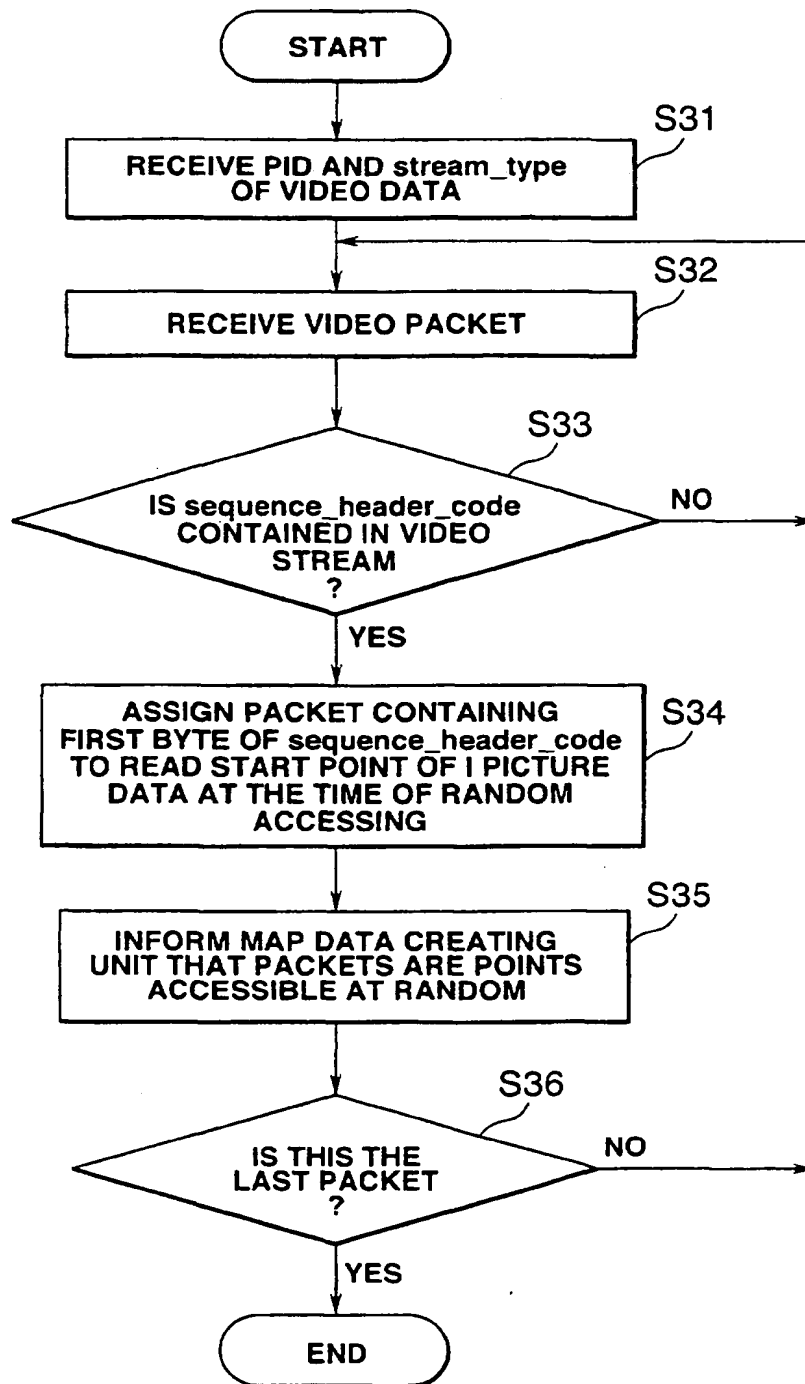 START
S31
RECEIVE PID AND stream_type
OF VIDEO DATA
S32
RECEIVE VIDEO PACKET
S33
IS sequence_header_code
CONTAINED IN VIDEO
STREAM
?
NO
YES
S34
ASSIGN PACKET CONTAINING
FIRST BYTE OF sequence_header_code
TO READ START POINT OF I PICTURE
DATA AT THE TIME OF RANDOM
ACCESSING
S35
INFORM MAP DATA CREATING
UNIT THAT PACKETS ARE POINTS
ACCESSIBLE AT RANDOM
S36
IS THIS THE
LAST PACKET
?
NO
YES
END